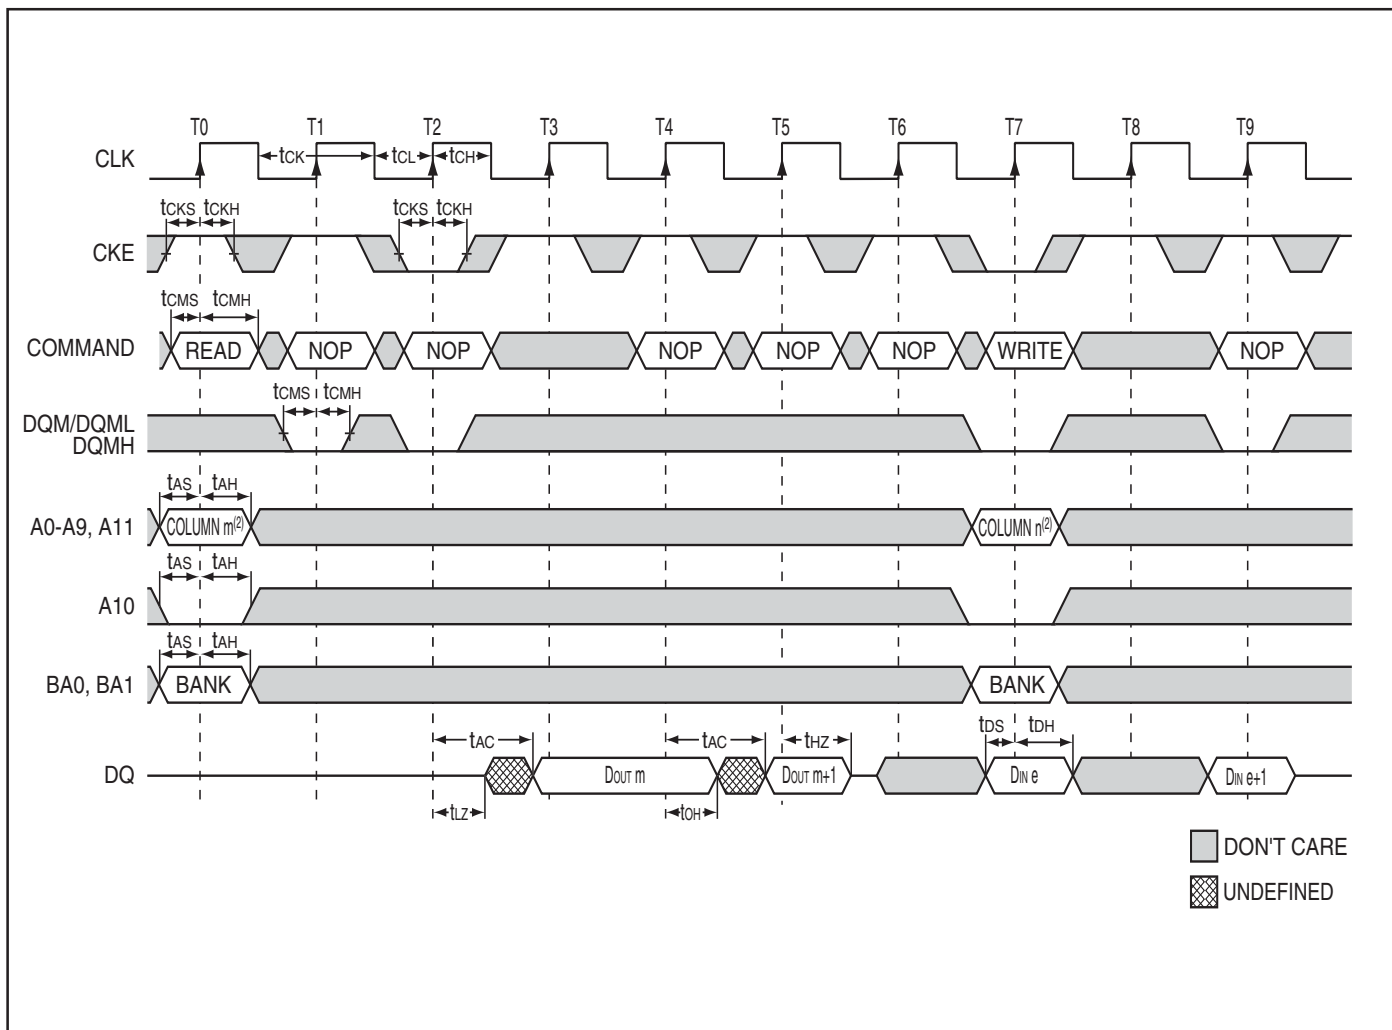 T0 T1 T2 T3 T4 T5 T6 T7 T8 T9
CLK tCK tCL tCH
tCKS tCKH tCKS tCKH
CKE
tCMS tCMH
COMMAND READ NOP NOP NOP NOP NOP WRITE NOP
tCMS tCMH
DQM/DQML
DQMH
tAS tAH
A0-A9, A11 COLUMN m(2) COLUMN n(2)
tAS tAH
A10
tAS tAH
BA0, BA1 BANK BANK
tAC tAC tHZ tDS tDH
DQ DOUT m DOUT m+1 DIN e DIN e+1
tLZ tOH
DON'T CARE
UNDEFINED